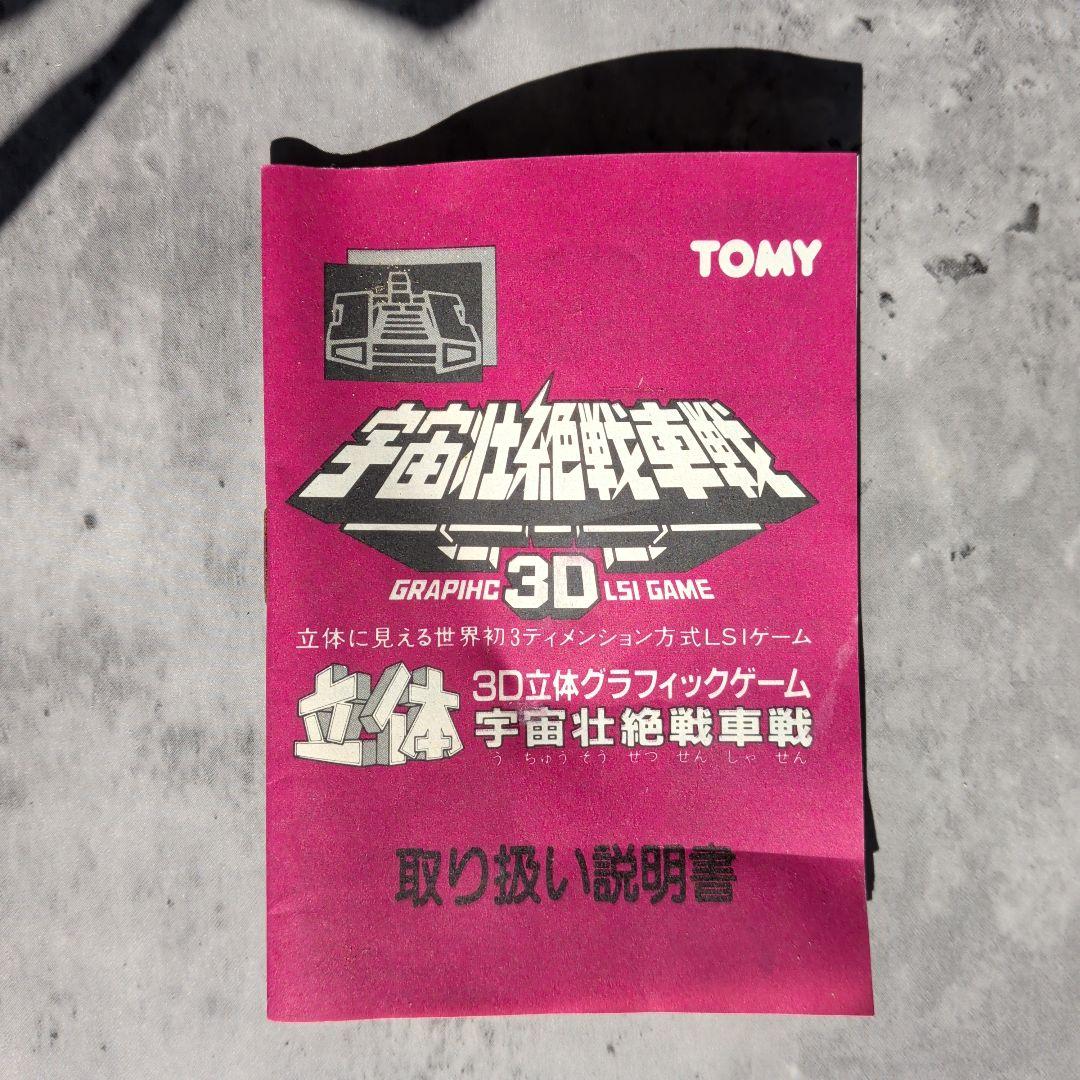 TOMY
宇宙壮絶戦車戦
GRAPIHC 3D LSI GAME
立体に見える世界初3ディメンション方式LSIゲーム
立体
3D立体グラフィックゲーム
宇宙壮絶戦車戦
う ちゅう そう ぜつ せん しゃ せん
取り扱い説明書